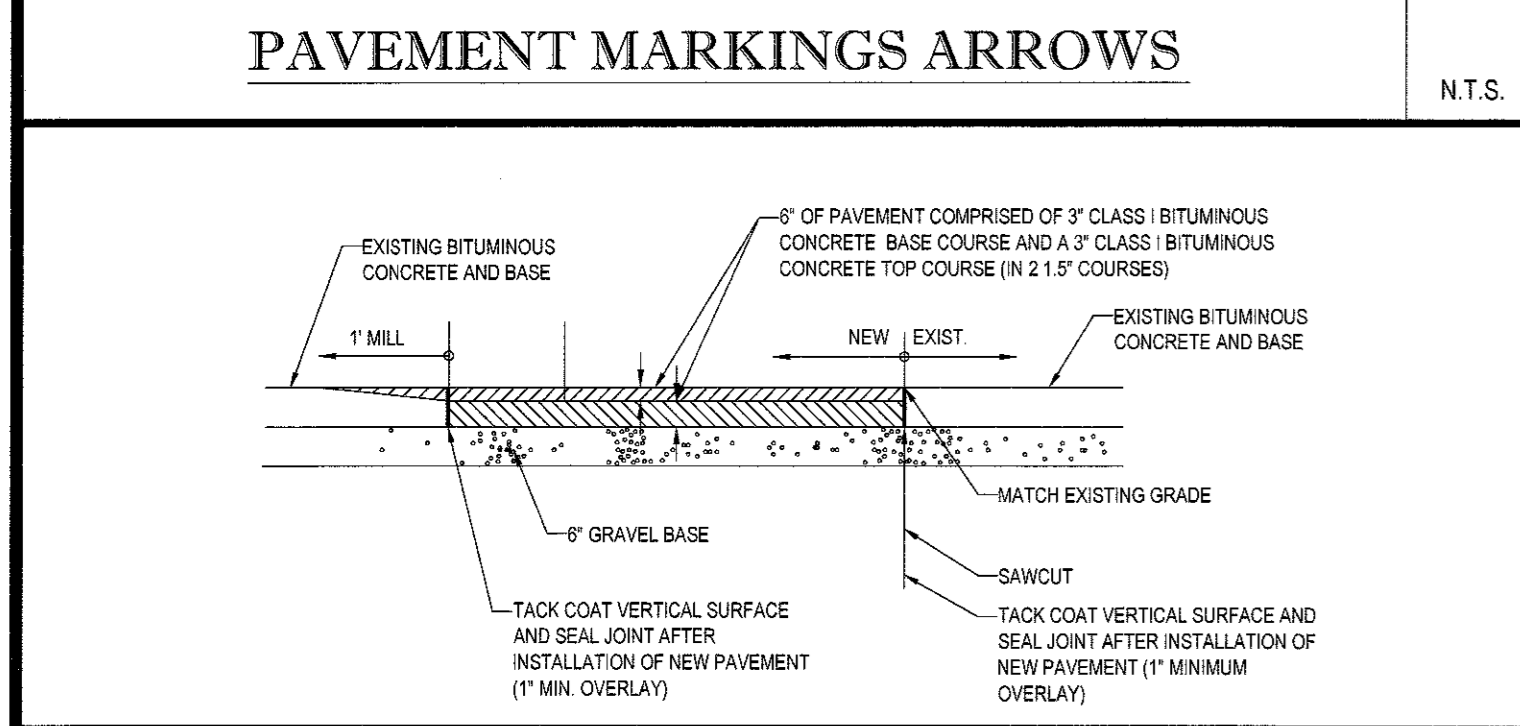 PAVEMENT MARKINGS ARROWS
N.T.S.
6" OF PAVEMENT COMPRISED OF 3" CLASS I BITUMINOUS
CONCRETE BASE COURSE AND A 3" CLASS I BITUMINOUS
CONCRETE TOP COURSE (IN 2 1.5" COURSES)
EXISTING BITUMINOUS
CONCRETE AND BASE
EXISTING BITUMINOUS
CONCRETE AND BASE
1' MILL
NEW EXIST.
MATCH EXISTING GRADE
6" GRAVEL BASE
SAWCUT
TACK COAT VERTICAL SURFACE
AND SEAL JOINT AFTER
INSTALLATION OF NEW PAVEMENT
(1" MIN. OVERLAY)
TACK COAT VERTICAL SURFACE AND
SEAL JOINT AFTER INSTALLATION OF
NEW PAVEMENT (1" MINIMUM
OVERLAY)